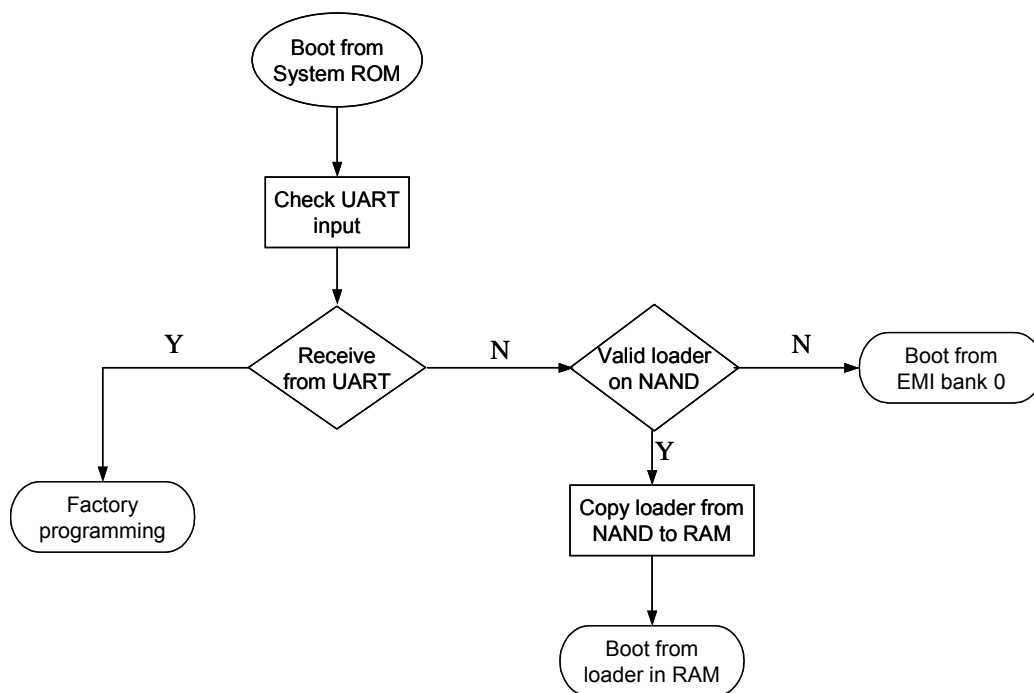 Boot from
System ROM
Check UART
input
Y
Receive
from UART
N
Valid loader
on NAND
N
Boot from
EMI bank 0
Y
Factory
programming
Copy loader from
NAND to RAM
Boot from
loader in RAM